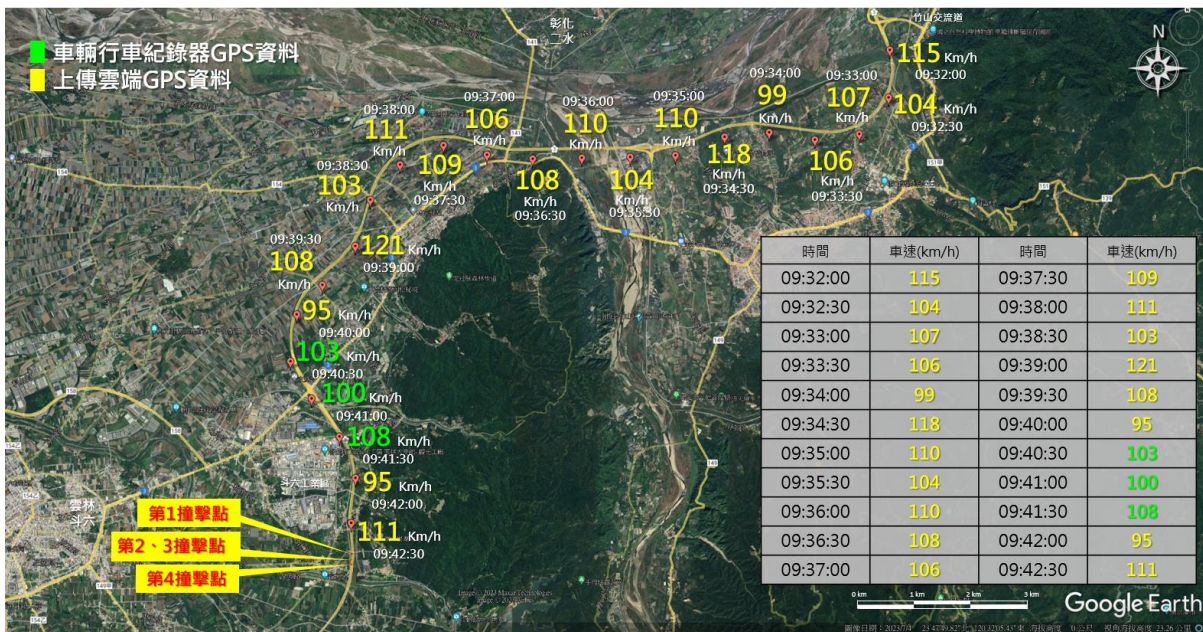 車輛行車紀錄器GPS資料
上傳雲端GPS資料
彰化
二水
竹山交流道
N
115 Km/h
09:32:00
104 Km/h
09:32:30
09:33:00
107
Km/h
106
Km/h
09:33:30
09:34:00
99
Km/h
118
Km/h
09:34:30
09:35:00
110
Km/h
104
Km/h
09:35:30
09:36:00
110
Km/h
108
Km/h
09:36:30
09:37:00
106
Km/h
109
Km/h
09:37:30
09:38:00
111
Km/h
09:38:30
103
Km/h
121 Km/h
09:39:00
09:39:30
108
Km/h
95 Km/h
09:40:00
103 Km/h
09:40:30
100 Km/h
09:41:00
108 Km/h
09:41:30
95 Km/h
09:42:00
111 Km/h
09:42:30
斗六工業區
雲林
斗六
第1撞擊點
第2、3撞擊點
第4撞擊點
時間 車速(km/h) 時間 車速(km/h)
09:32:00 115 09:37:30 109
09:32:30 104 09:38:00 111
09:33:00 107 09:38:30 103
09:33:30 106 09:39:00 121
09:34:00 99 09:39:30 108
09:34:30 118 09:40:00 95
09:35:00 110 09:40:30 103
09:35:30 104 09:41:00 100
09:36:00 110 09:41:30 108
09:36:30 108 09:42:00 95
09:37:00 106 09:42:30 111
0 km 1 km 2 km 3 km
Google Earth
Image © 2023 Maxar Technologies